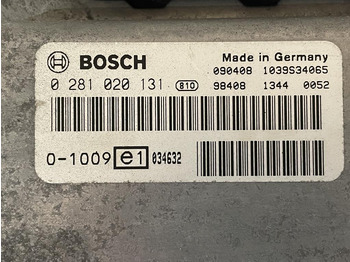 BOSCH Made in Germany
090408 1039S34065
0 281 020 131 810 98408 1344 0052
0-1009 e1 034632